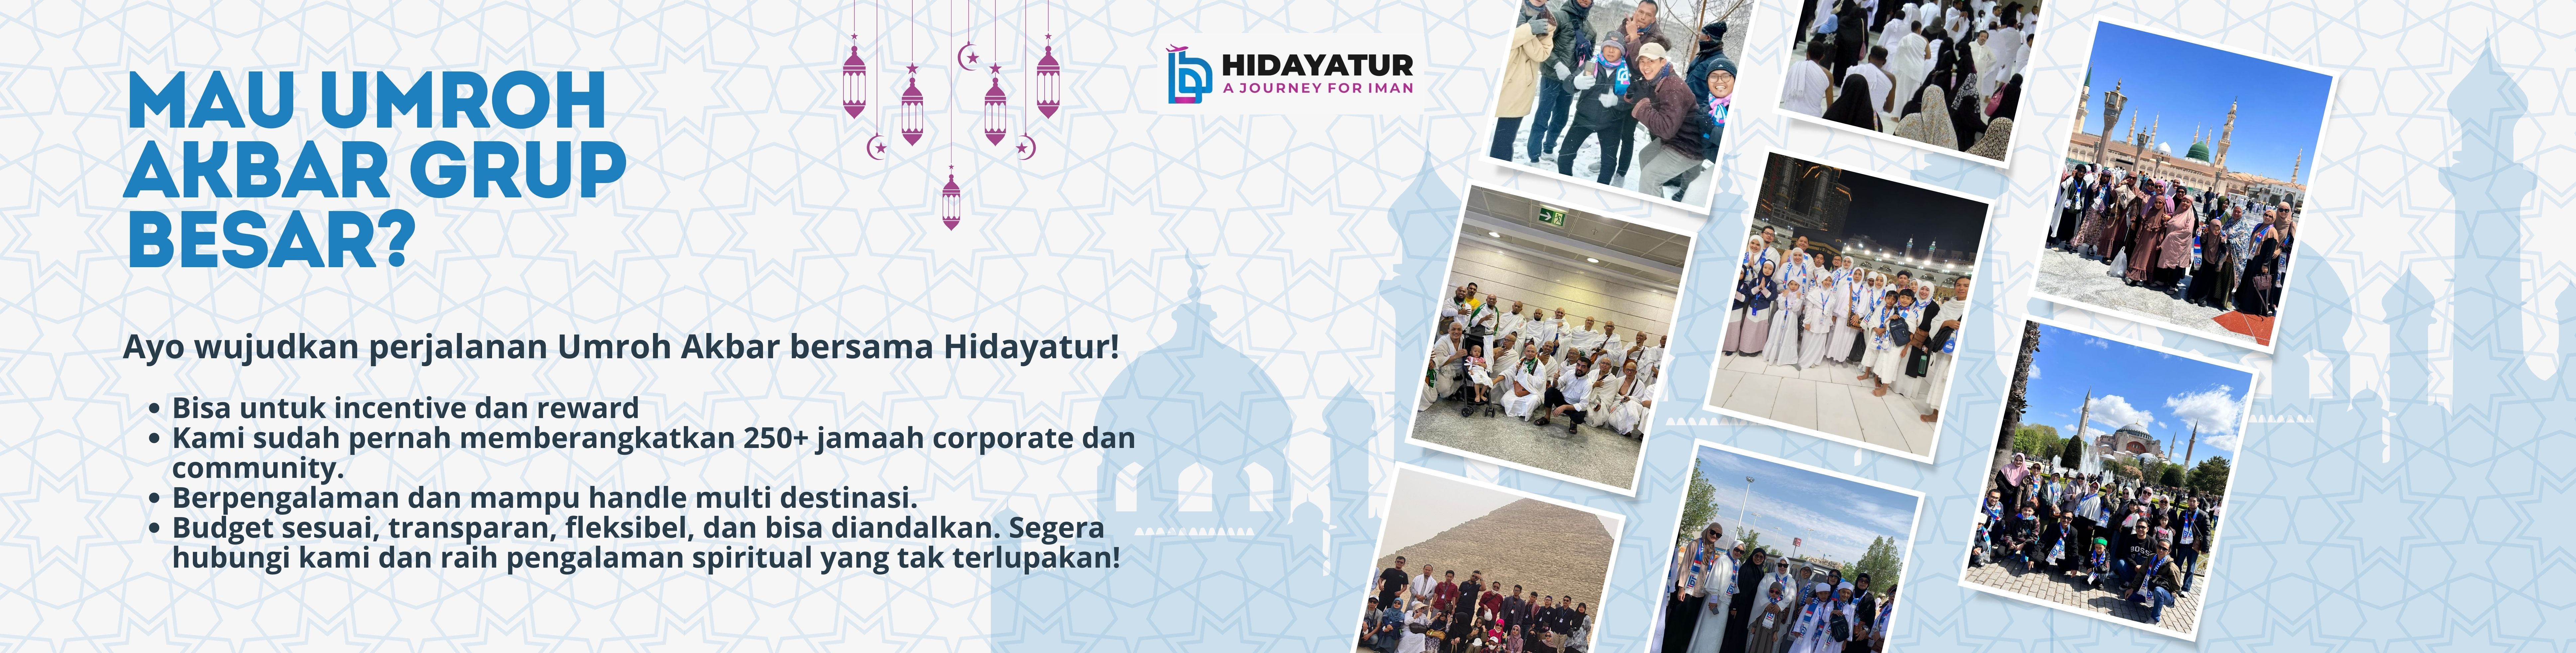 MAU UMROH
AKBAR GRUP
BESAR?
HIDAYATUR
A JOURNEY FOR IMAN
Ayo wujudkan perjalanan Umroh Akbar bersama Hidayatur!
• Bisa untuk incentive dan reward
• Kami sudah pernah memberangkatkan 250+ jamaah corporate dan
community.
• Berpengalaman dan mampu handle multi destinasi.
• Budget sesuai, transparan, fleksibel, dan bisa diandalkan. Segera
hubungi kami dan raih pengalaman spiritual yang tak terlupakan!